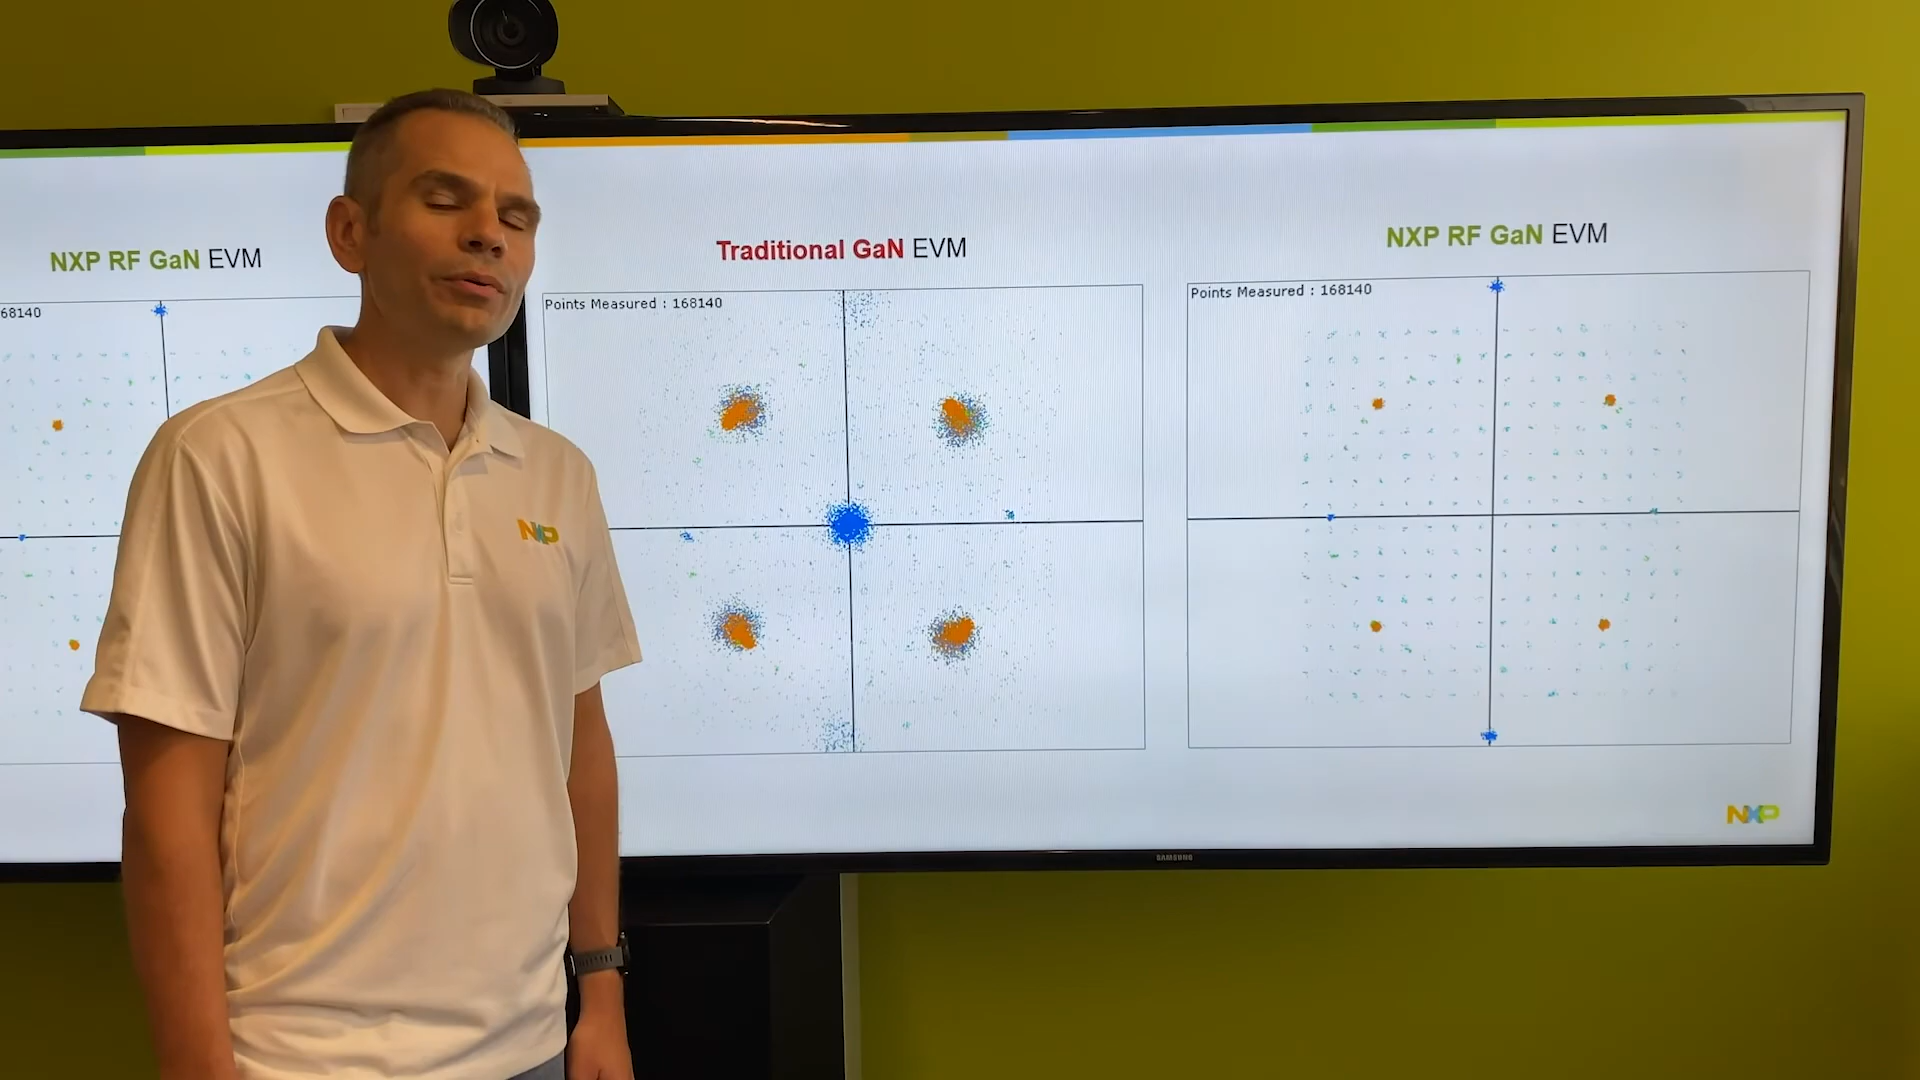 NXP RF GaN EVM
68140
Traditional GaN EVM
Points Measured : 168140
NXP RF GaN EVM
Points Measured : 168140
NXP
NXP
SAMSUNG